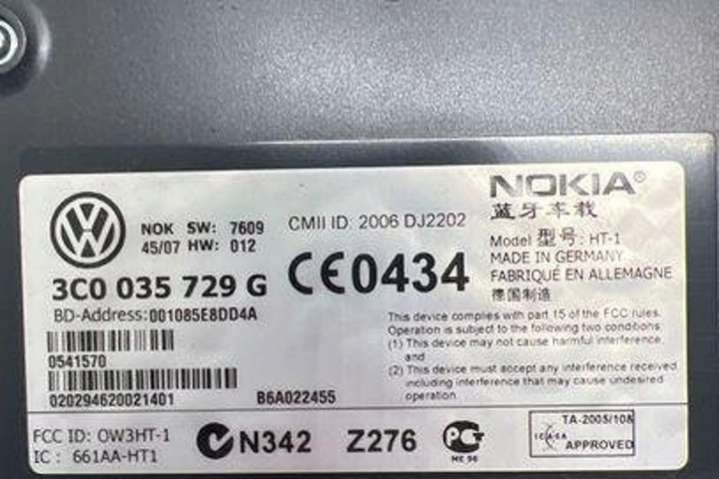 NOKIA®
NOK SW: 7609
CMII ID: 2006 DJ2202
蓝牙车载
45/07 HW: 012
Model 型号: HT-1
3C0 035 729 G
CE0434
MADE IN GERMANY
FABRIQUÉ EN ALLEMAGNE
德国制造
BD-Address:001085E8DD4A
This device complies with part 15 of the FCC rules.
Operation is subject to the following two conditions:
(1) This device may not cause harmful interference,
and
(2) This device must accept any interference received
including interference that may cause undesired
operation.
0541570
020294620021401
B6A022455
FCC ID: OW3HT-1
IC : 661AA-HT1
N342
Z276
ME 96
TA-2005/108
ICASA
APPROVED